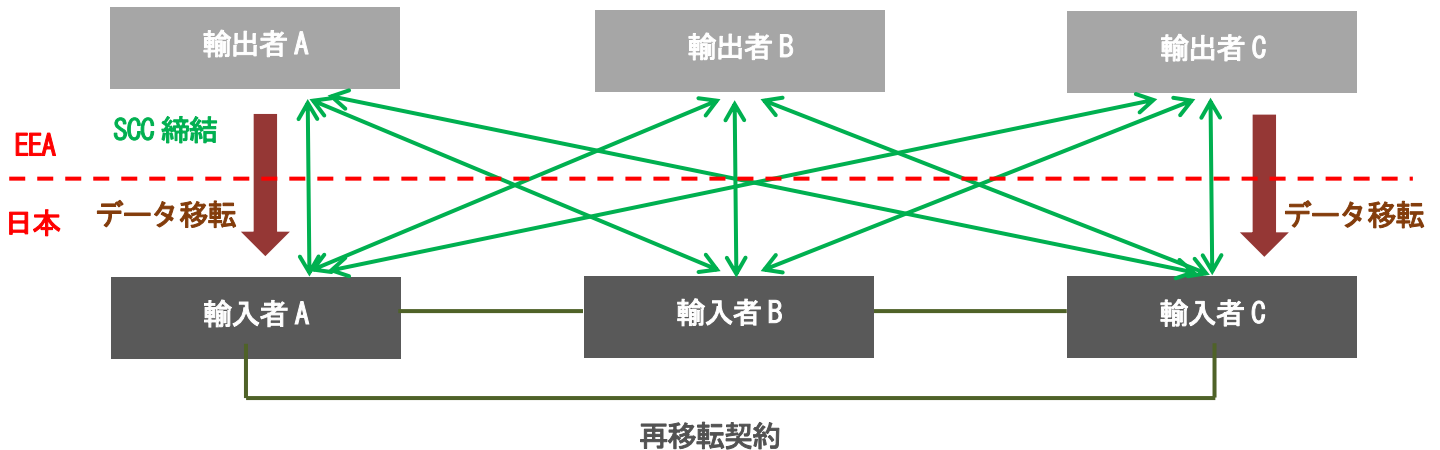 輸出者 A
輸出者 B
輸出者 C
SCC 締結
EEA
日本
データ移転
データ移転
輸入者 A
輸入者 B
輸入者 C
再移転契約